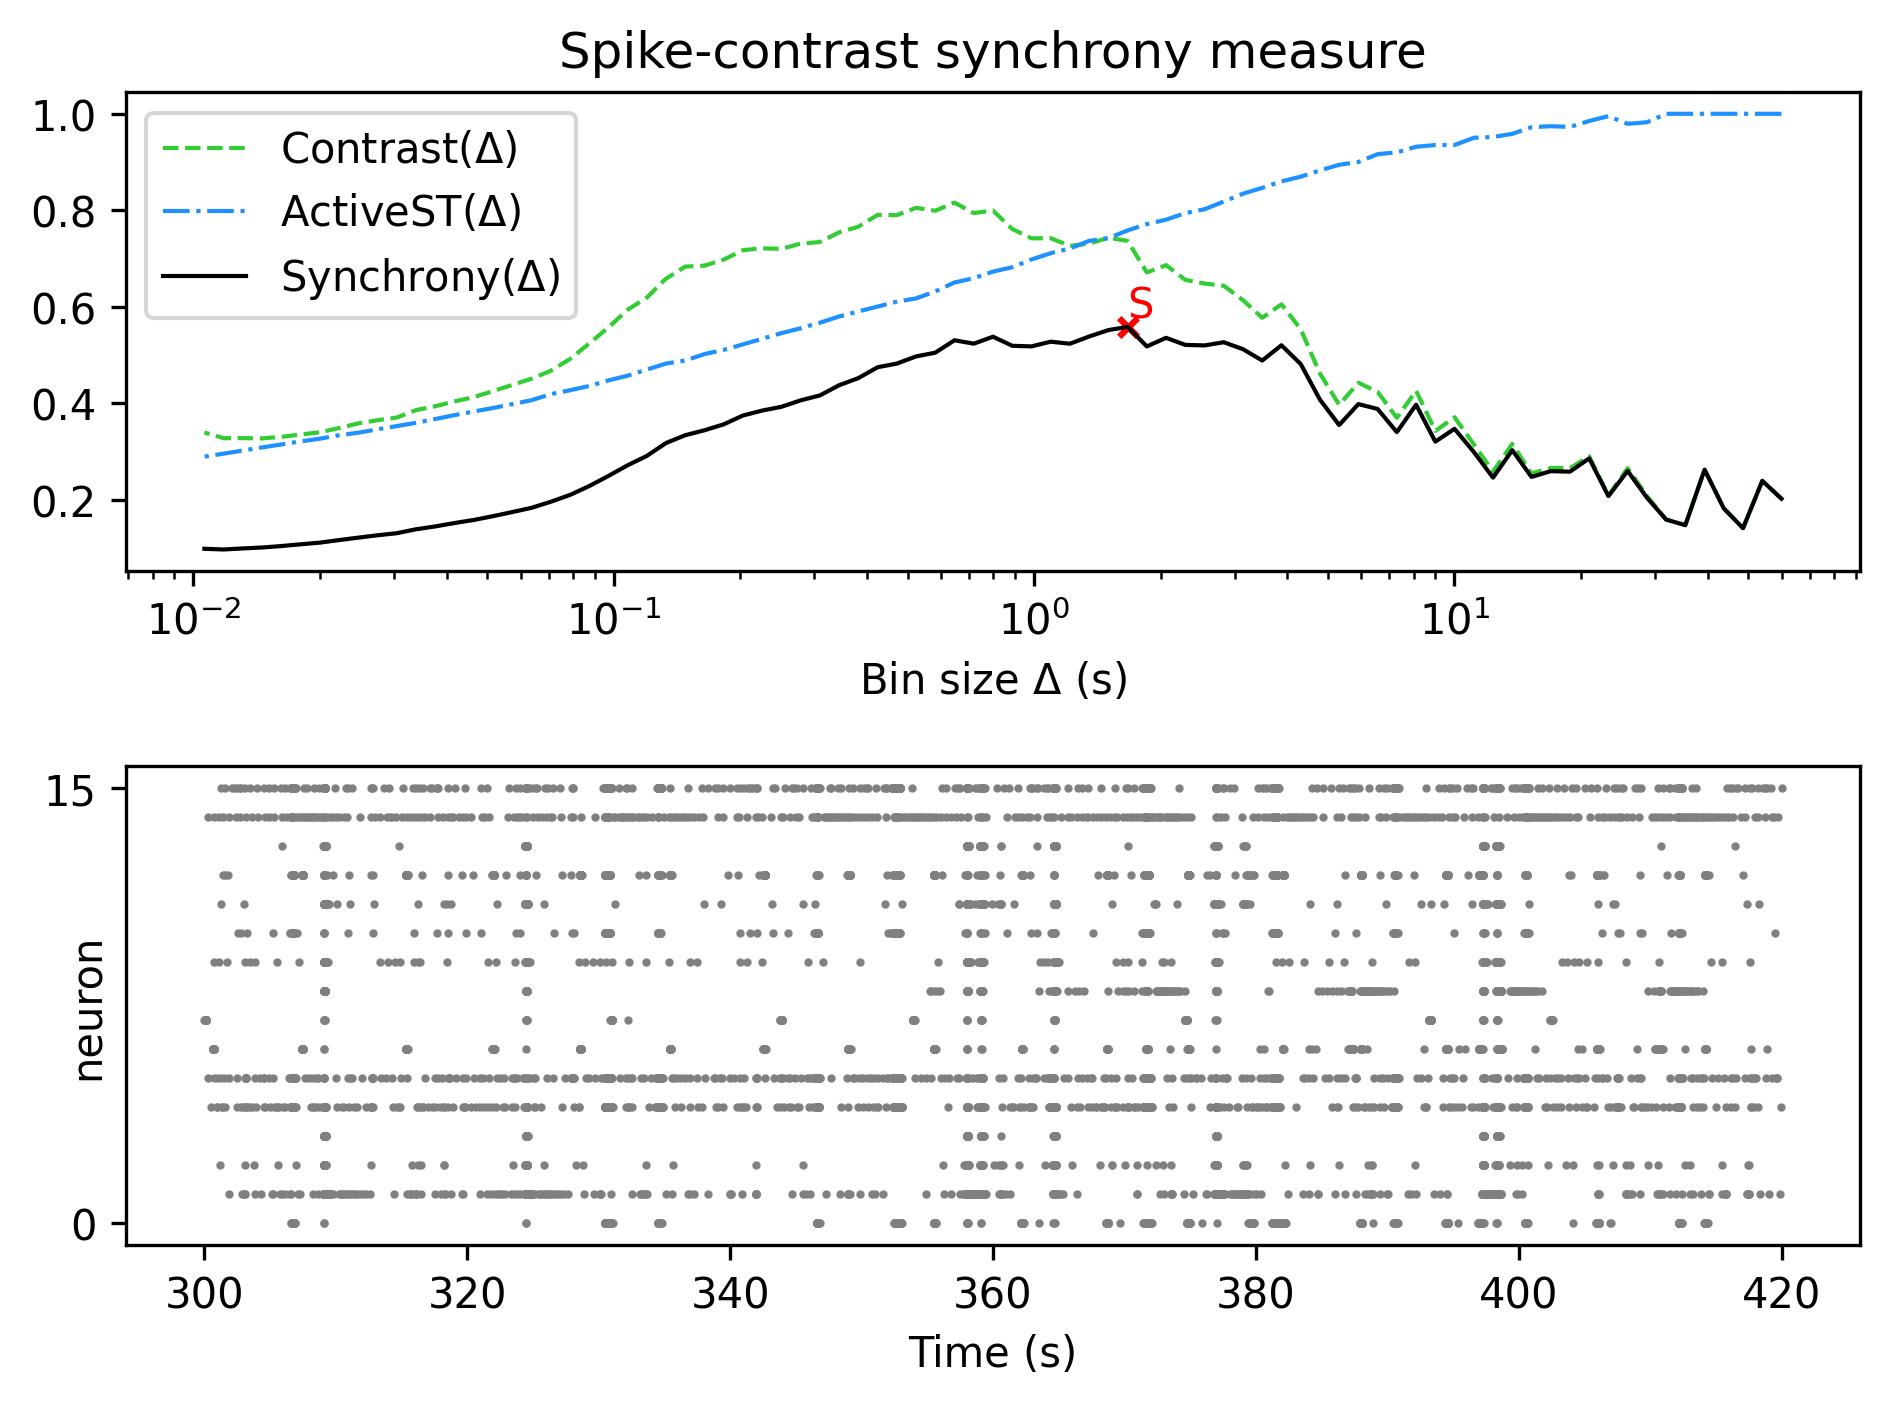 Spike-contrast synchrony measure
1.0
0.8
0.6
0.4
0.2
Contrast(Δ)
ActiveST(Δ)
Synchrony(Δ)
S
10⁻² 10⁻¹ 10⁰ 10¹
Bin size Δ (s)
15
0
neuron
300 320 340 360 380 400 420
Time (s)